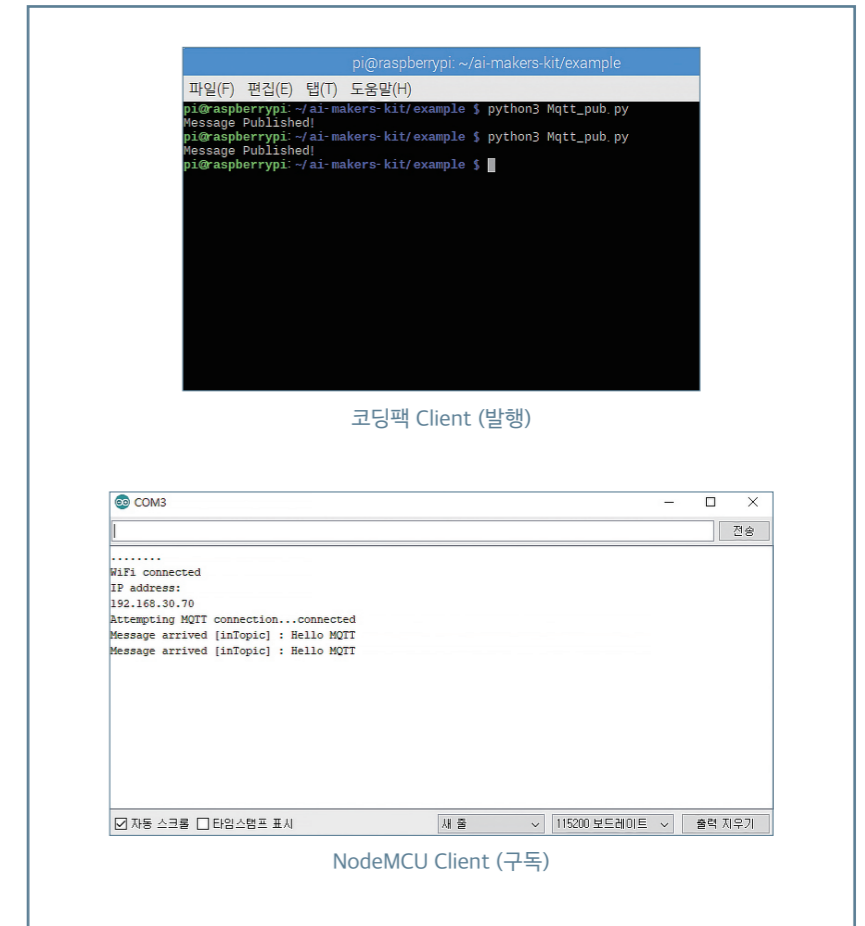 pi@raspberrypi: ~/ai-makers-kit/example
파일(F) 편집(E) 탭(T) 도움말(H)
pi@raspberrypi:~/ai-makers-kit/example $ python3 Mqtt_pub.py
Message Published!
pi@raspberrypi:~/ai-makers-kit/example $ python3 Mqtt_pub.py
Message Published!
pi@raspberrypi:~/ai-makers-kit/example $
코딩팩 Client (발행)
COM3
전송
........
WiFi connected
IP address:
192.168.30.70
Attempting MQTT connection...connected
Message arrived [inTopic] : Hello MQTT
Message arrived [inTopic] : Hello MQTT
자동 스크롤 타임스탬프 표시 새 줄 115200 보드레이트 출력 지우기
NodeMCU Client (구독)